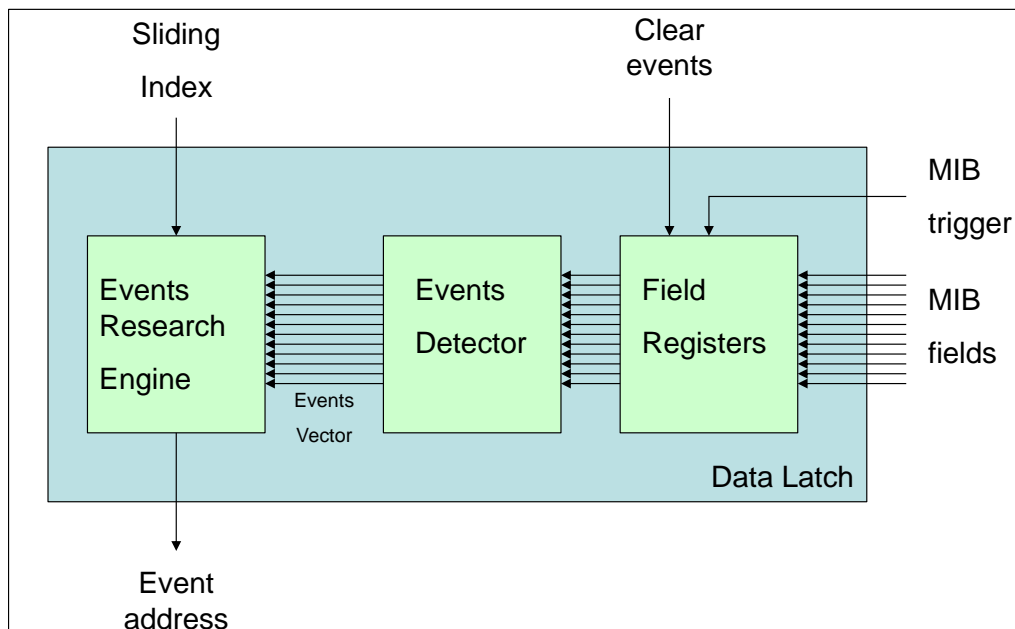 Sliding
Index
Clear
events
MIB
trigger
MIB
fields
Events
Research
Engine
Events
Detector
Field
Registers
Events
Vector
Data Latch
Event
address